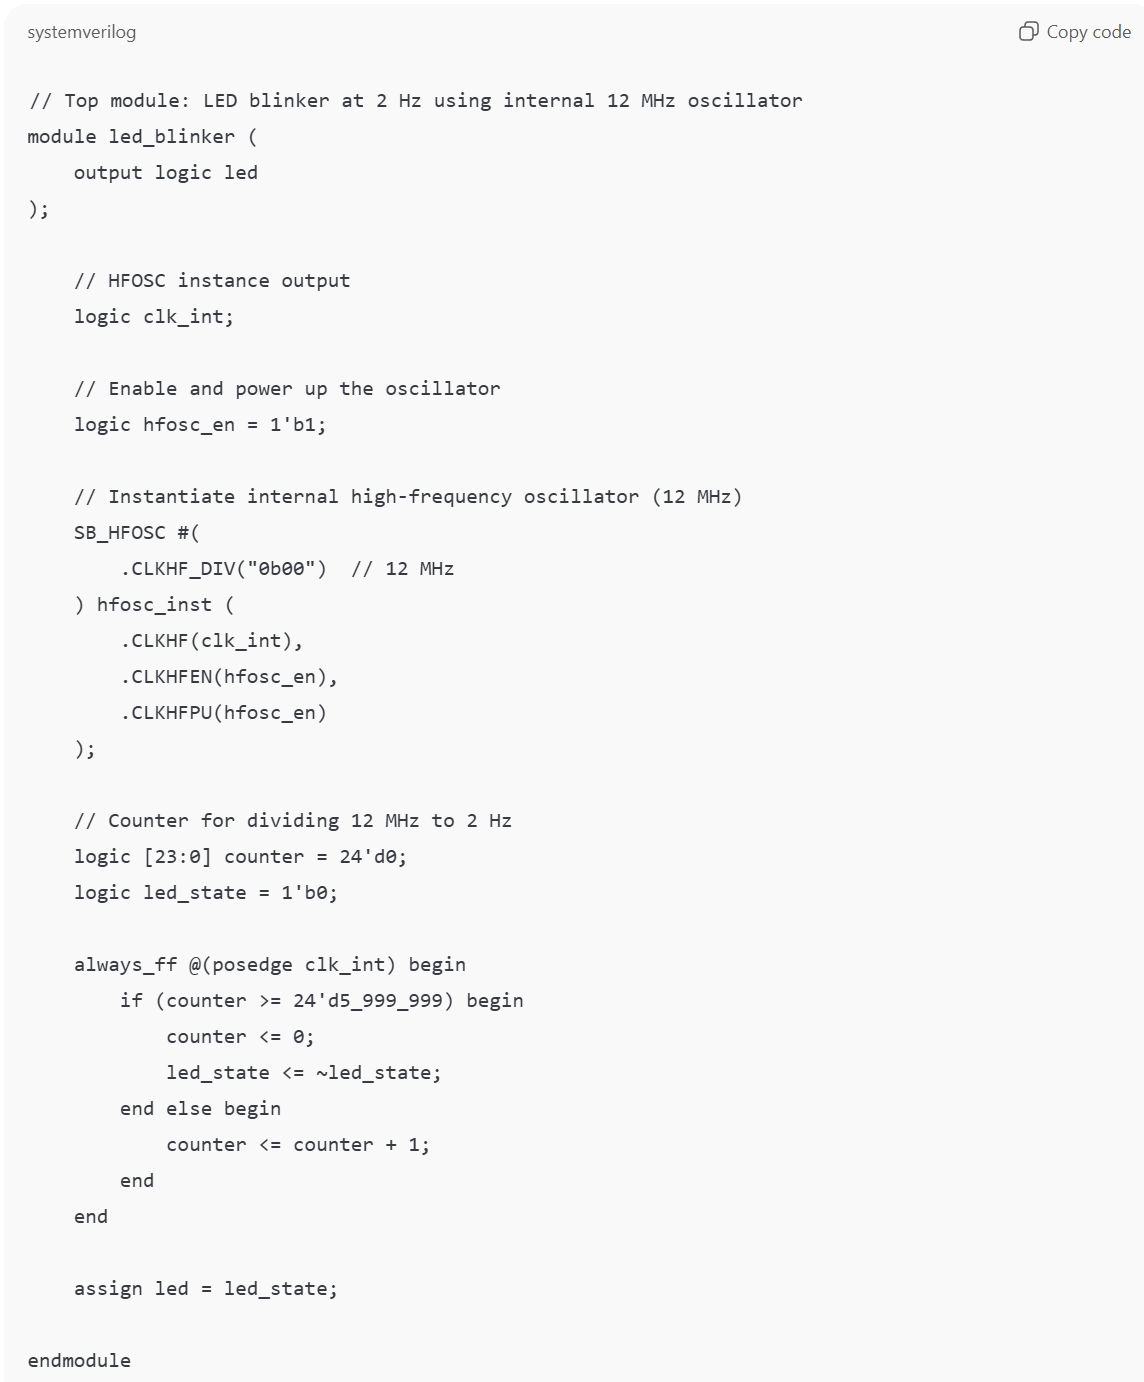 systemverilog
Copy code
// Top module: LED blinker at 2 Hz using internal 12 MHz oscillator
module led_blinker (
    output logic led
);

    // HFOSC instance output
    logic clk_int;

    // Enable and power up the oscillator
    logic hfosc_en = 1'b1;

    // Instantiate internal high-frequency oscillator (12 MHz)
    SB_HFOSC #(
        .CLKHF_DIV("0b00")  // 12 MHz
    ) hfosc_inst (
        .CLKHF(clk_int),
        .CLKHFEN(hfosc_en),
        .CLKHFPU(hfosc_en)
    );

    // Counter for dividing 12 MHz to 2 Hz
    logic [23:0] counter = 24'd0;
    logic led_state = 1'b0;

    always_ff @(posedge clk_int) begin
        if (counter >= 24'd5_999_999) begin
            counter <= 0;
            led_state <= ~led_state;
        end else begin
            counter <= counter + 1;
        end
    end

    assign led = led_state;

endmodule